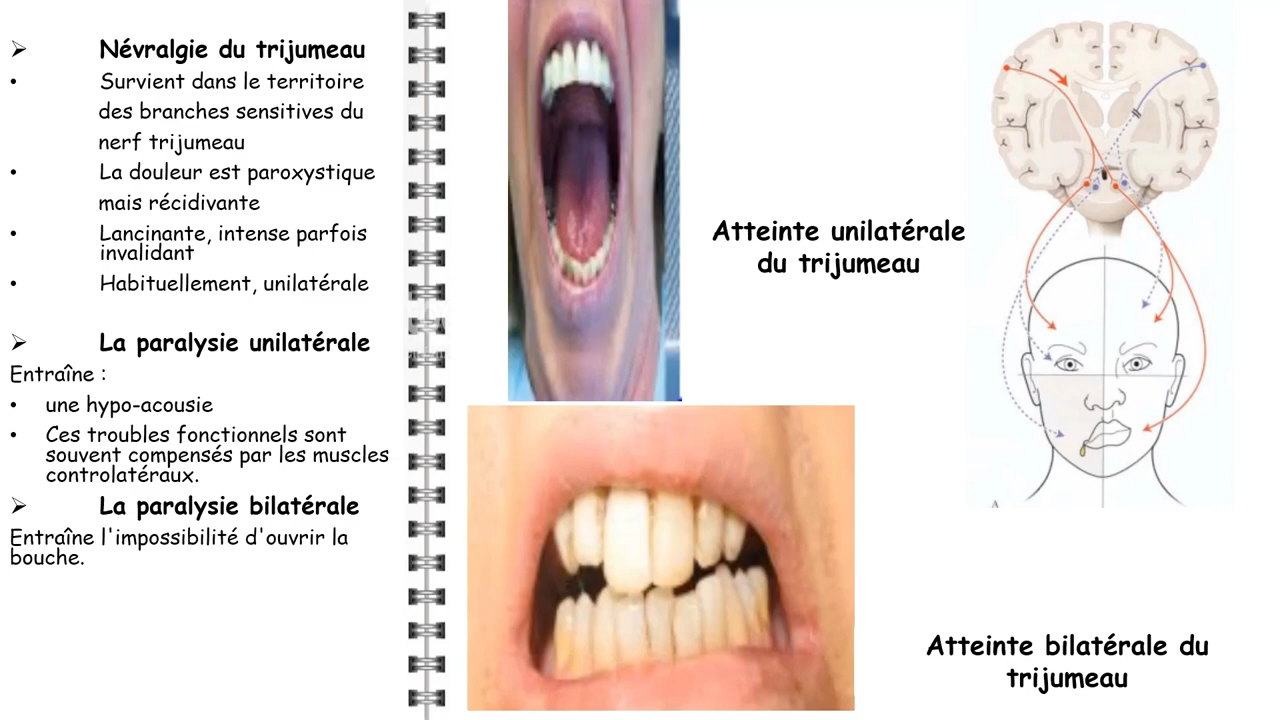 ➢ Névralgie du trijumeau
• Survient dans le territoire
des branches sensitives du
nerf trijumeau
• La douleur est paroxystique
mais récidivante
• Lancinante, intense parfois
invalidant
• Habituellement, unilatérale
➢ La paralysie unilatérale
Entraîne :
• une hypo-acousie
• Ces troubles fonctionnels sont
souvent compensés par les muscles
controlatéraux.
➢ La paralysie bilatérale
Entraîne l'impossibilité d'ouvrir la
bouche.
Atteinte unilatérale
du trijumeau
A
Atteinte bilatérale du
trijumeau